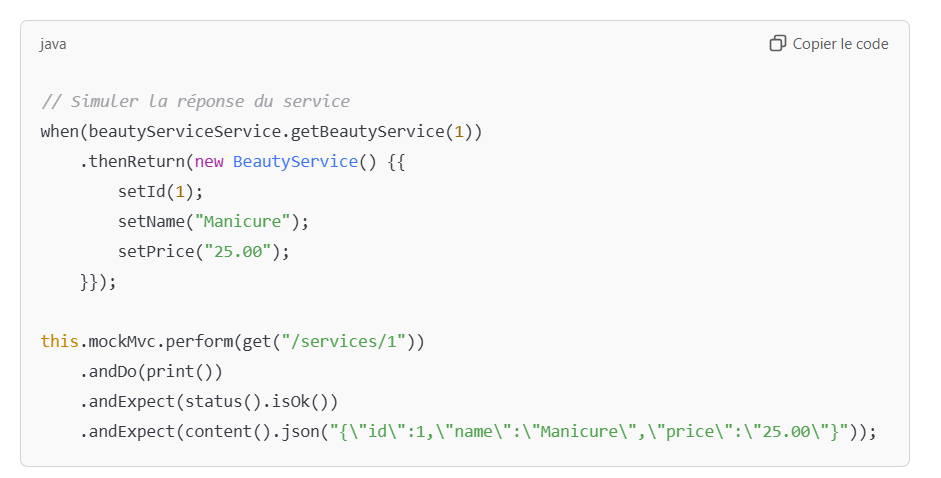 java
Copier le code
// Simuler la réponse du service
when(beautyServiceService.getBeautyService(1))
    .thenReturn(new BeautyService() {{
        setId(1);
        setName("Manicure");
        setPrice("25.00");
    }});
this.mockMvc.perform(get("/services/1"))
    .andDo(print())
    .andExpect(status().isOk())
    .andExpect(content().json("{\"id\":1,\"name\":\"Manicure\",\"price\":\"25.00\"}"));